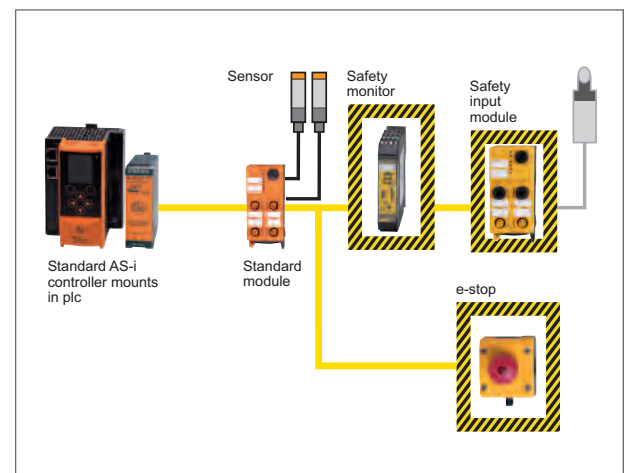 Sensor
Safety
monitor
Safety
input
module
Standard AS-i
controller mounts
in plc
Standard
module
e-stop